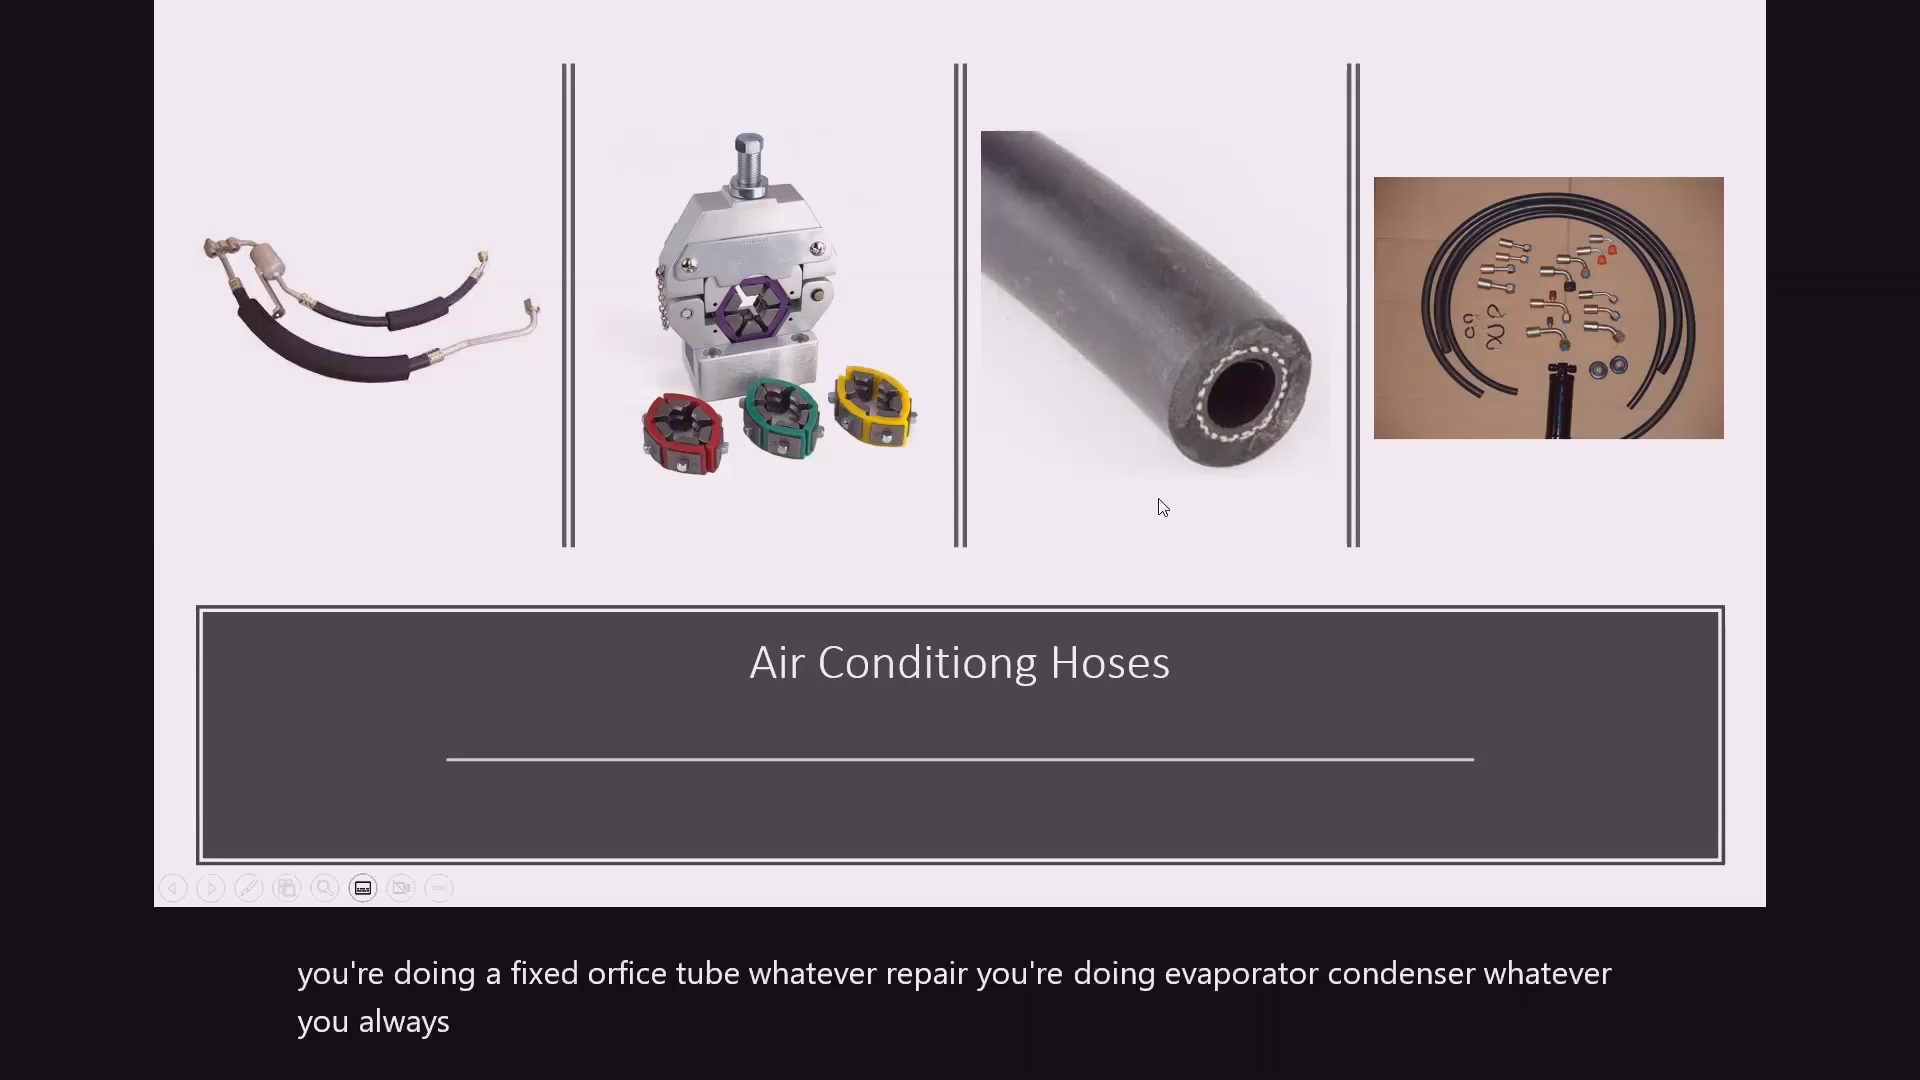 Air Conditiong Hoses
you're doing a fixed orfice tube whatever repair you're doing evaporator condenser whatever
you always